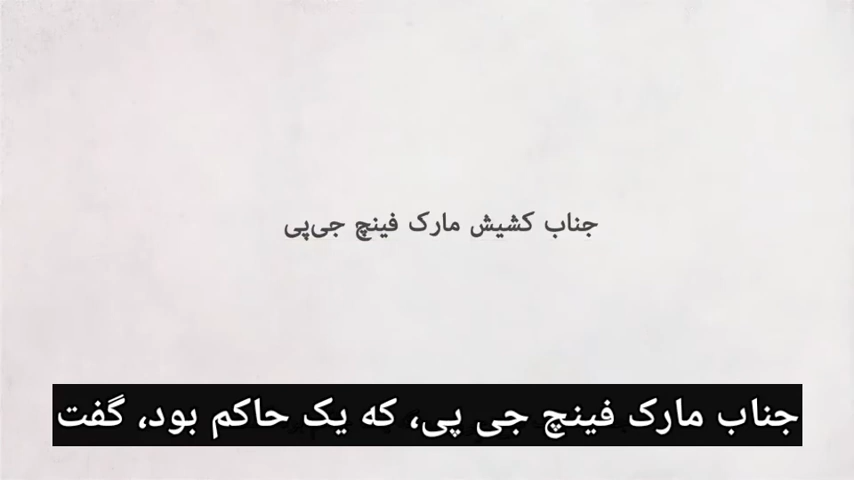 جناب کشیش مارک فینچ جی‌پی
جناب مارک فینچ جی پی، که یک حاکم بود، گفت